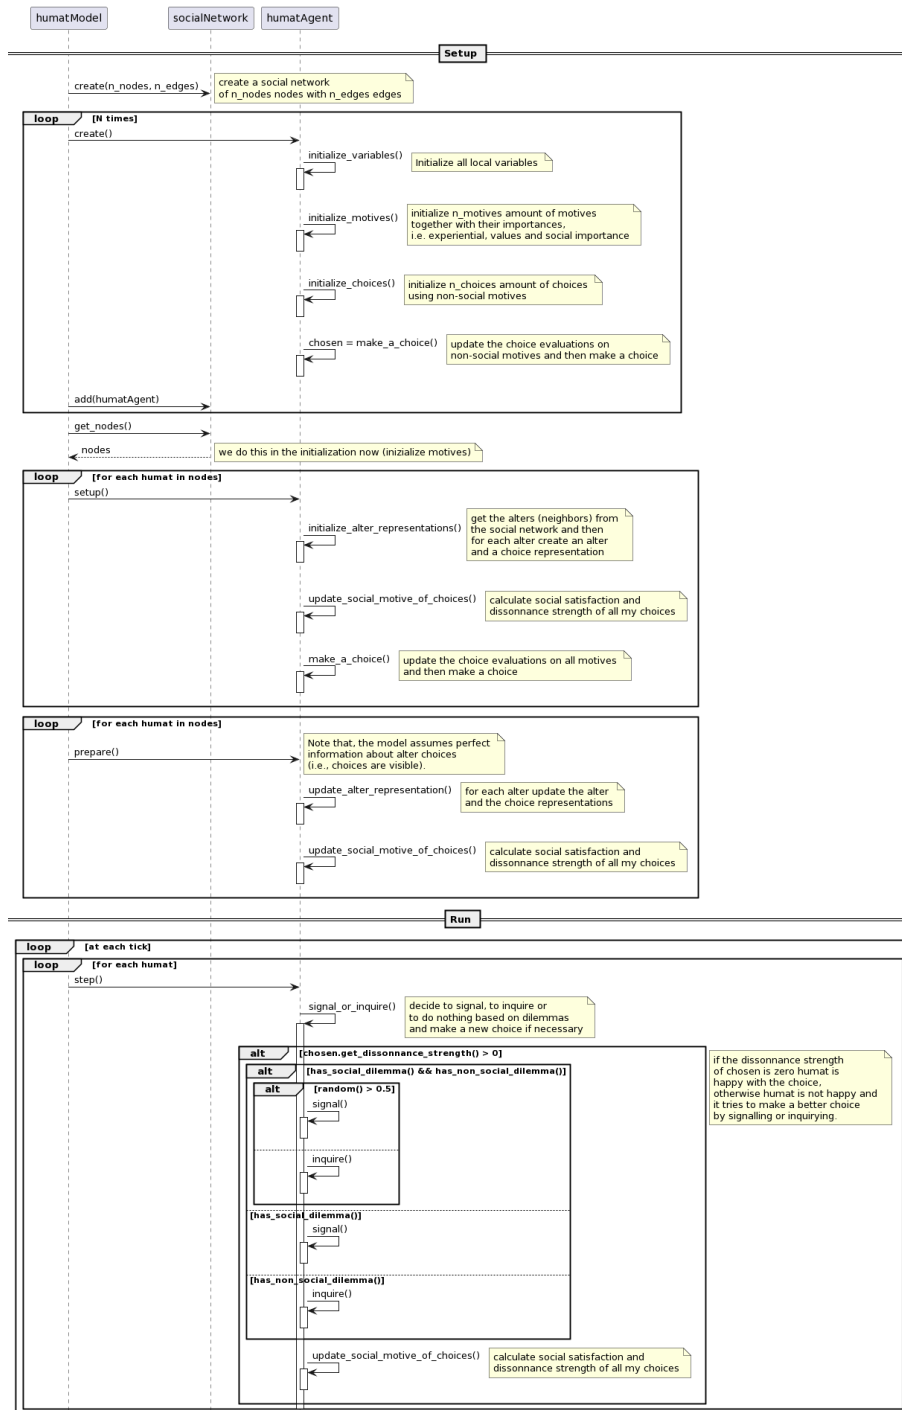 humatModel socialNetwork humatAgent
Setup
create(n_nodes, n_edges)
create a social network
of n_nodes nodes with n_edges edges
loop [N times]
create()
initialize_variables()
Initialize all local variables
initialize_motives()
initialize n_motives amount of motives
together with their importances,
i.e. experiential, values and social importance
initialize_choices()
initialize n_choices amount of choices
using non-social motives
chosen = make_a_choice()
update the choice evaluations on
non-social motives and then make a choice
add(humatAgent)
get_nodes()
nodes
we do this in the initialization now (inizialize motives)
loop [for each humat in nodes]
setup()
initialize_alter_representations()
get the alters (neighbors) from
the social network and then
for each alter create an alter
and a choice representation
update_social_motive_of_choices()
calculate social satisfaction and
dissonnance strength of all my choices
make_a_choice()
update the choice evaluations on all motives
and then make a choice
loop [for each humat in nodes]
prepare()
Note that, the model assumes perfect
information about alter choices
(i.e., choices are visible).
update_alter_representation()
for each alter update the alter
and the choice representations
update_social_motive_of_choices()
calculate social satisfaction and
dissonnance strength of all my choices
Run
loop [at each tick]
loop [for each humat]
step()
signal_or_inquire()
decide to signal, to inquire or
to do nothing based on dilemmas
and make a new choice if necessary
alt [chosen.get_dissonnance_strength() > 0]
if the dissonnance strength
of chosen is zero humat is
happy with the choice,
otherwise humat is not happy and
it tries to make a better choice
by signalling or inquirying.
alt [has_social_dilemma() && has_non_social_dilemma()]
alt [random() > 0.5]
signal()
inquire()
[has_social_dilemma()]
signal()
[has_non_social_dilemma()]
inquire()
update_social_motive_of_choices()
calculate social satisfaction and
dissonnance strength of all my choices